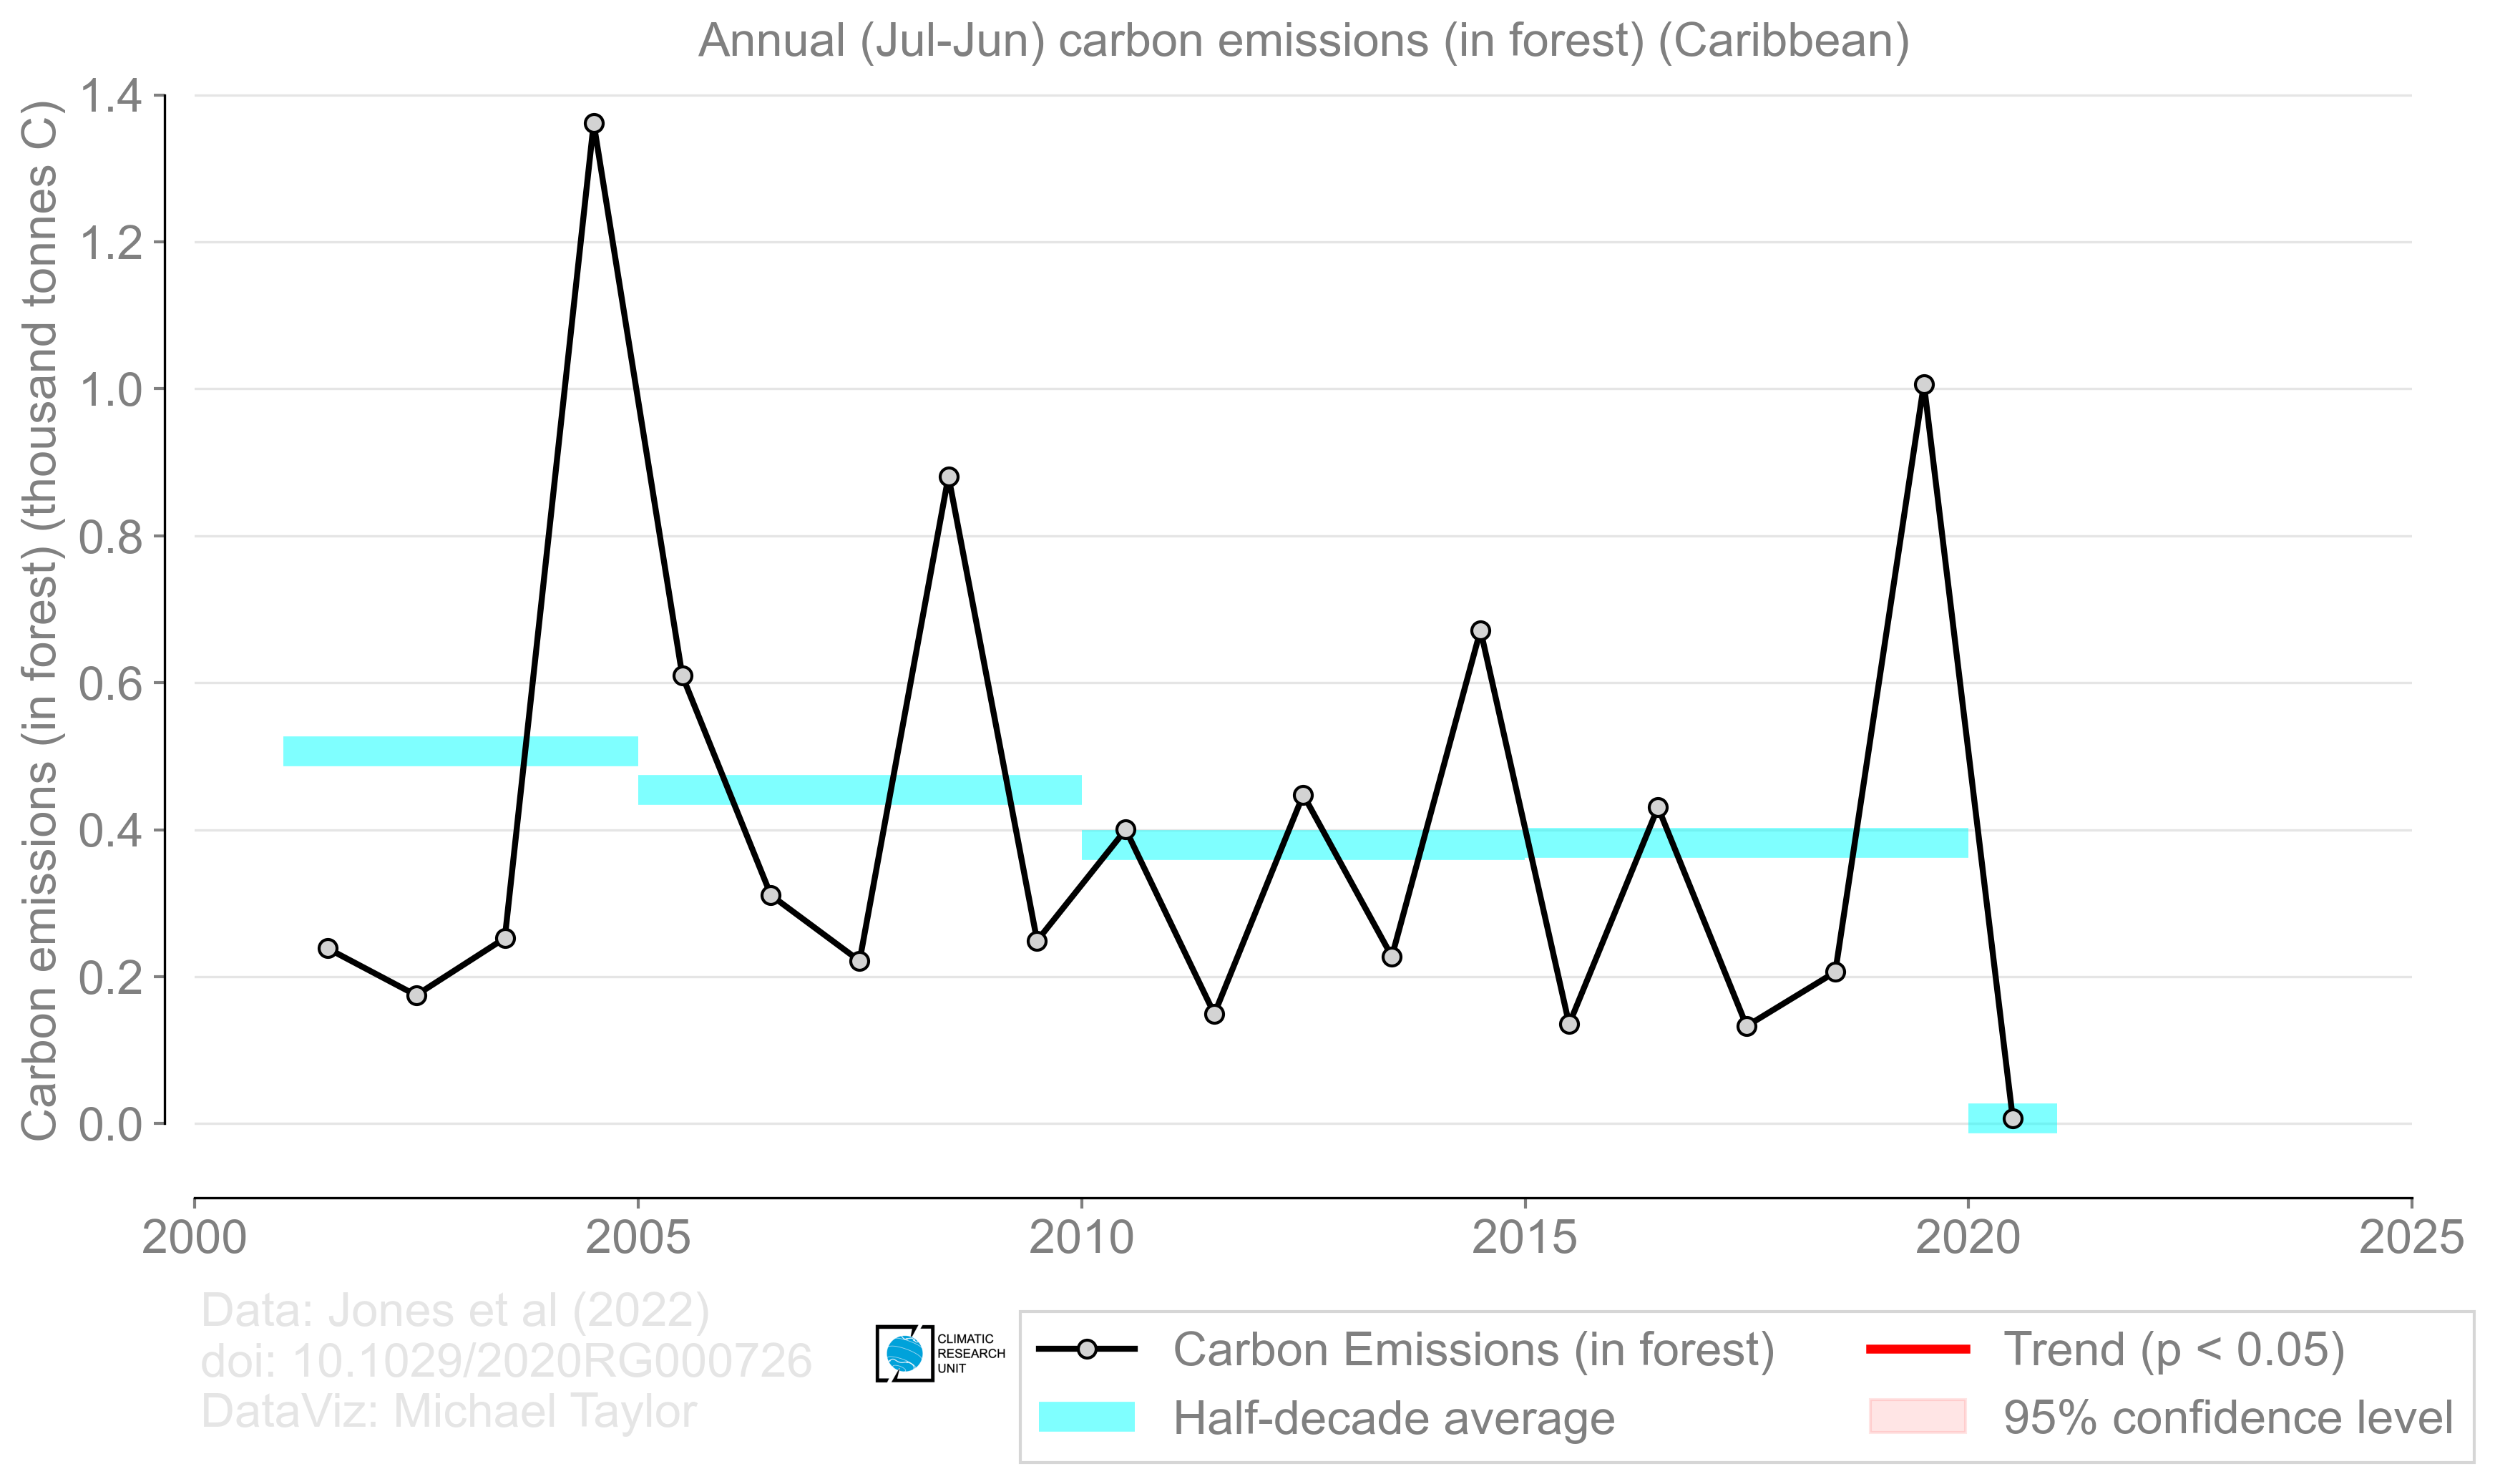 Annual (Jul-Jun) carbon emissions (in forest) (Caribbean)
Carbon emissions (in forest) (thousand tonnes C)
1.4
1.2
1.0
0.8
0.6
0.4
0.2
0.0
2000 2005 2010 2015 2020 2025
Data: Jones et al (2022)
doi: 10.1029/2020RG000726
DataViz: Michael Taylor
CLIMATIC
RESEARCH
UNIT
Carbon Emissions (in forest)
Half-decade average
Trend (p < 0.05)
95% confidence level